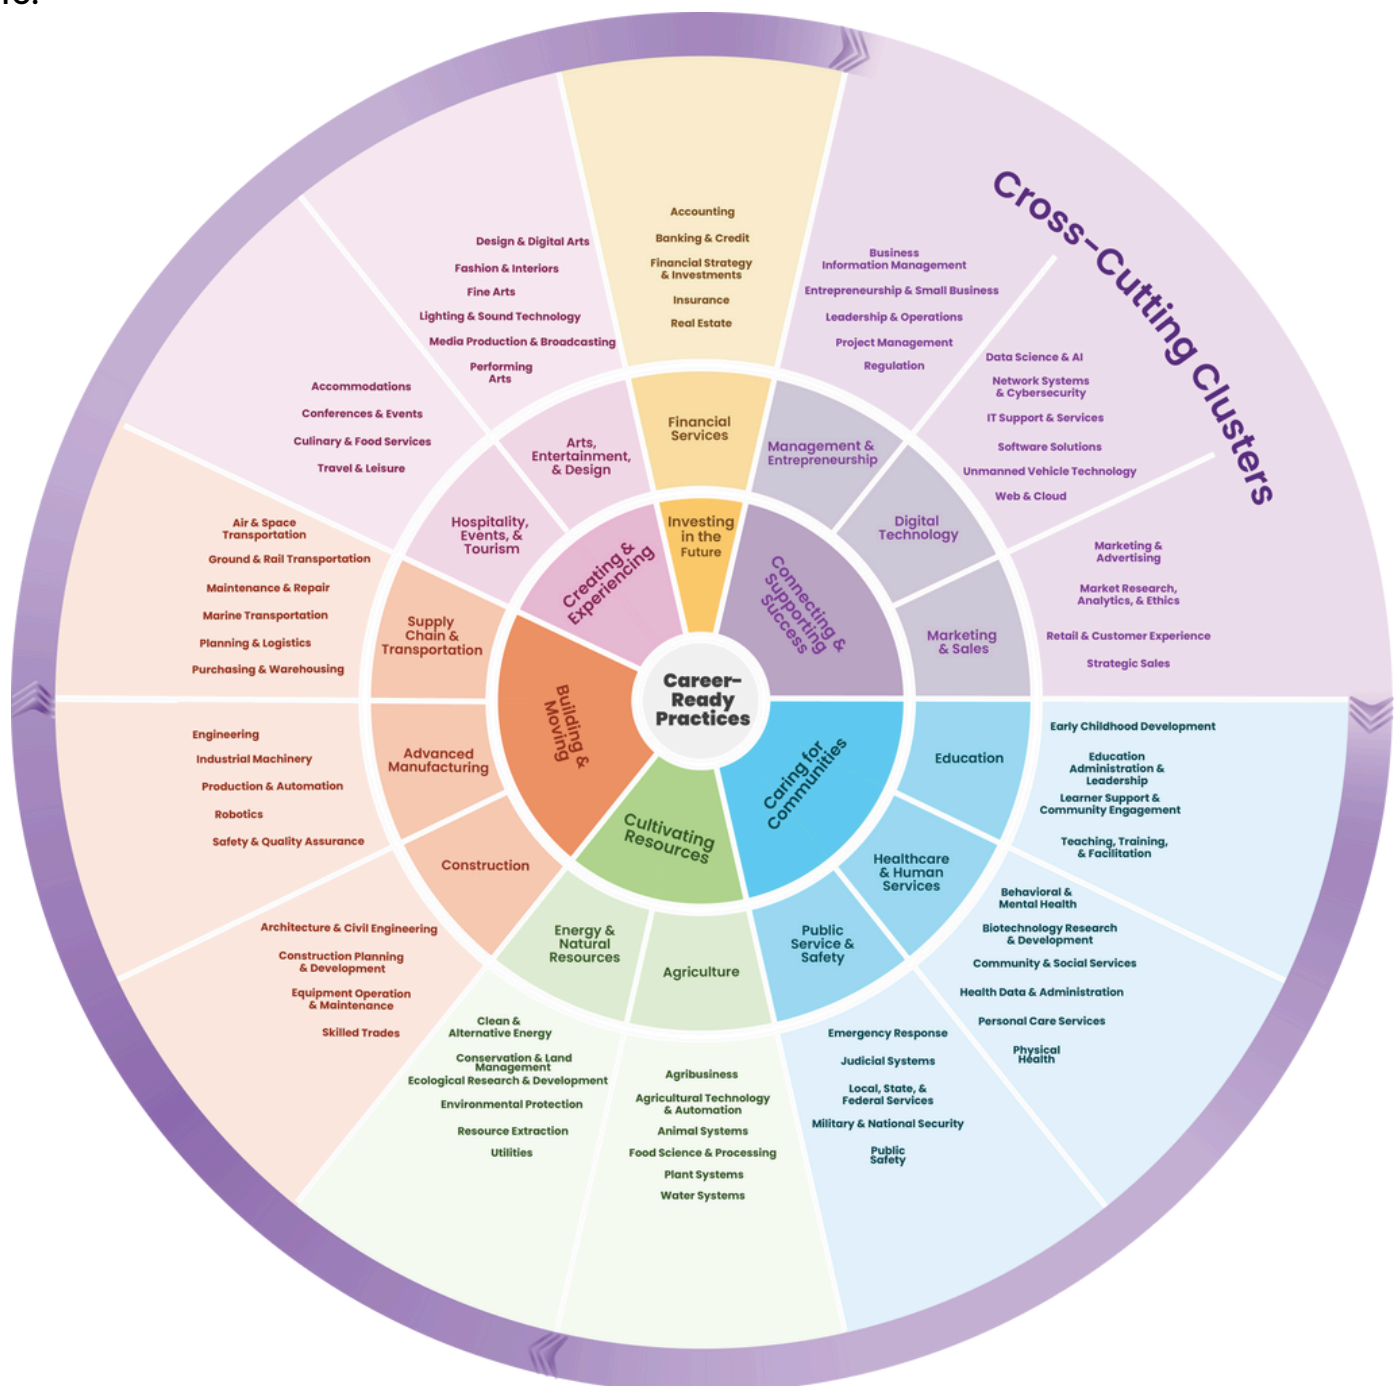 Cross-Cutting Clusters
Career-
Ready
Practices
Investing
in the
Future
Financial
Services
Accounting
Banking & Credit
Financial Strategy
& Investments
Insurance
Real Estate
Connecting &
Supporting
Success
Management &
Entrepreneurship
Business
Information Management
Entrepreneurship & Small Business
Leadership & Operations
Project Management
Regulation
Digital
Technology
Data Science & AI
Network Systems
& Cybersecurity
IT Support & Services
Software Solutions
Unmanned Vehicle Technology
Web & Cloud
Marketing
& Sales
Marketing &
Advertising
Market Research,
Analytics, & Ethics
Retail & Customer Experience
Strategic Sales
Caring for
Communities
Education
Early Childhood Development
Education
Administration &
Leadership
Learner Support &
Community Engagement
Teaching, Training,
& Facilitation
Healthcare
& Human
Services
Behavioral &
Mental Health
Biotechnology Research
& Development
Community & Social Services
Health Data & Administration
Personal Care Services
Physical
Health
Public
Service &
Safety
Emergency Response
Judicial Systems
Local, State, &
Federal Services
Military & National Security
Public
Safety
Cultivating
Resources
Agriculture
Agribusiness
Agricultural Technology
& Automation
Animal Systems
Food Science & Processing
Plant Systems
Water Systems
Energy &
Natural
Resources
Clean &
Alternative Energy
Conservation & Land
Management
Ecological Research & Development
Environmental Protection
Resource Extraction
Utilities
Building &
Moving
Construction
Architecture & Civil Engineering
Construction Planning
& Development
Equipment Operation
& Maintenance
Skilled Trades
Advanced
Manufacturing
Engineering
Industrial Machinery
Production & Automation
Robotics
Safety & Quality Assurance
Supply
Chain &
Transportation
Air & Space
Transportation
Ground & Rail Transportation
Maintenance & Repair
Marine Transportation
Planning & Logistics
Purchasing & Warehousing
Creating &
Experiencing
Hospitality,
Events, &
Tourism
Accommodations
Conferences & Events
Culinary & Food Services
Travel & Leisure
Arts,
Entertainment,
& Design
Design & Digital Arts
Fashion & Interiors
Fine Arts
Lighting & Sound Technology
Media Production & Broadcasting
Performing
Arts